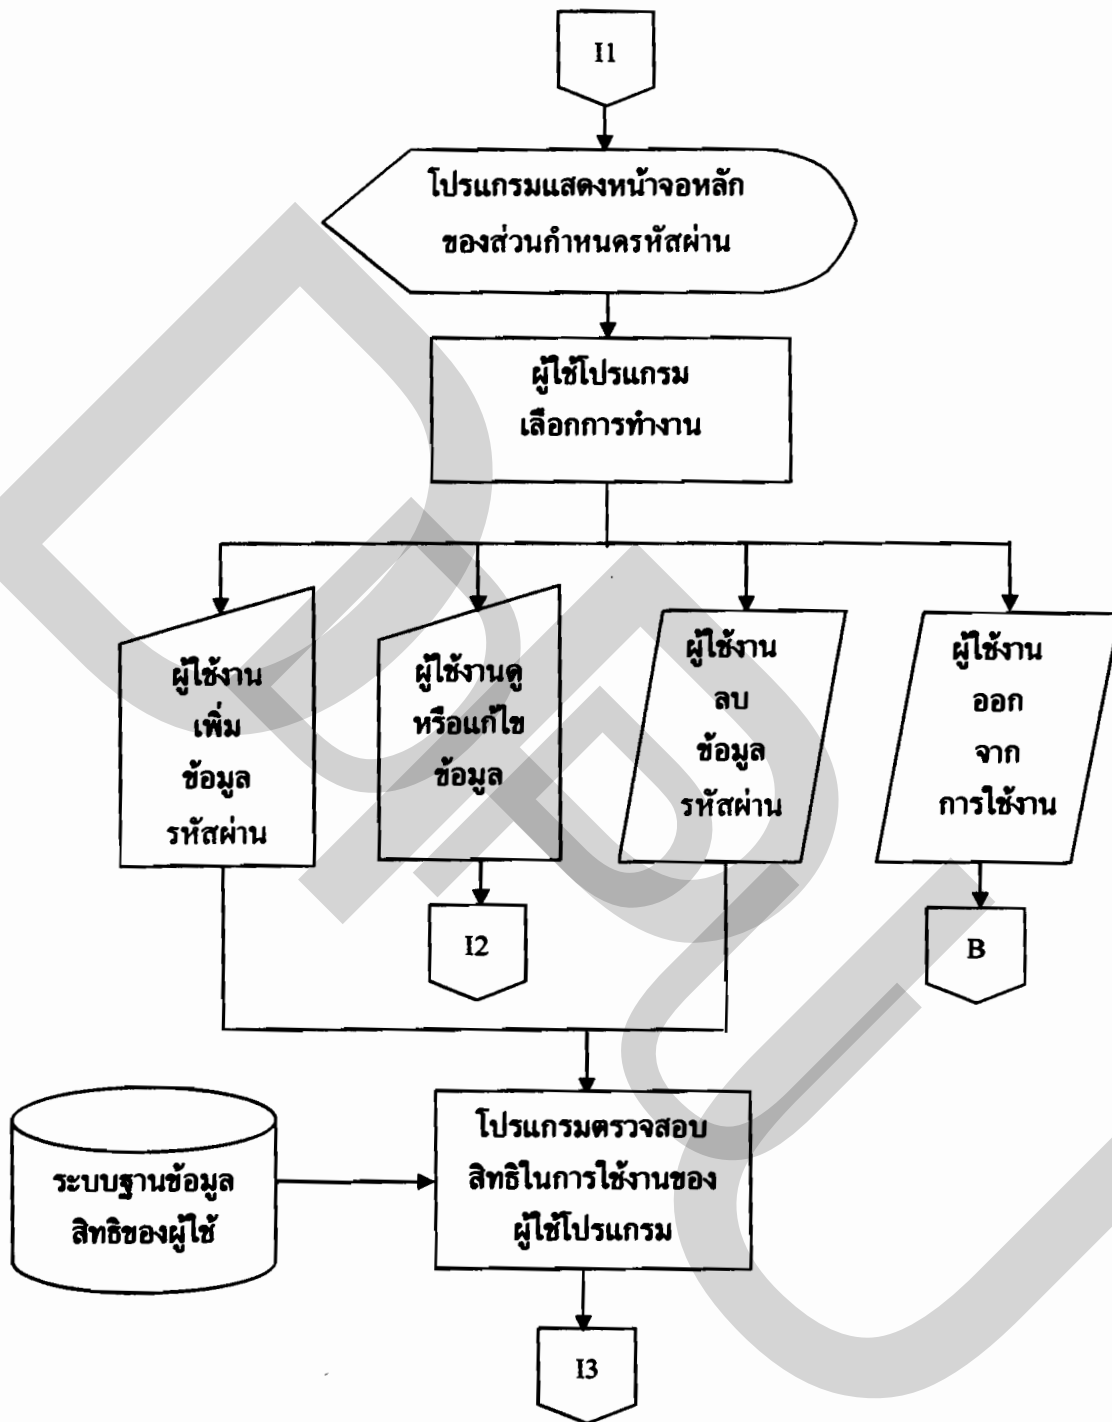 I1
โปรแกรมแสดงหน้าจอหลัก
ของส่วนกำหนดรหัสผ่าน
ผู้ใช้โปรแกรม
เลือกการทำงาน
ผู้ใช้งาน
เพิ่ม
ข้อมูล
รหัสผ่าน
ผู้ใช้งานดู
หรือแก้ไข
ข้อมูล
ผู้ใช้งาน
ลบ
ข้อมูล
รหัสผ่าน
ผู้ใช้งาน
ออก
จาก
การใช้งาน
I2
B
ระบบฐานข้อมูล
สิทธิของผู้ใช้
โปรแกรมตรวจสอบ
สิทธิในการใช้งานของ
ผู้ใช้โปรแกรม
I3